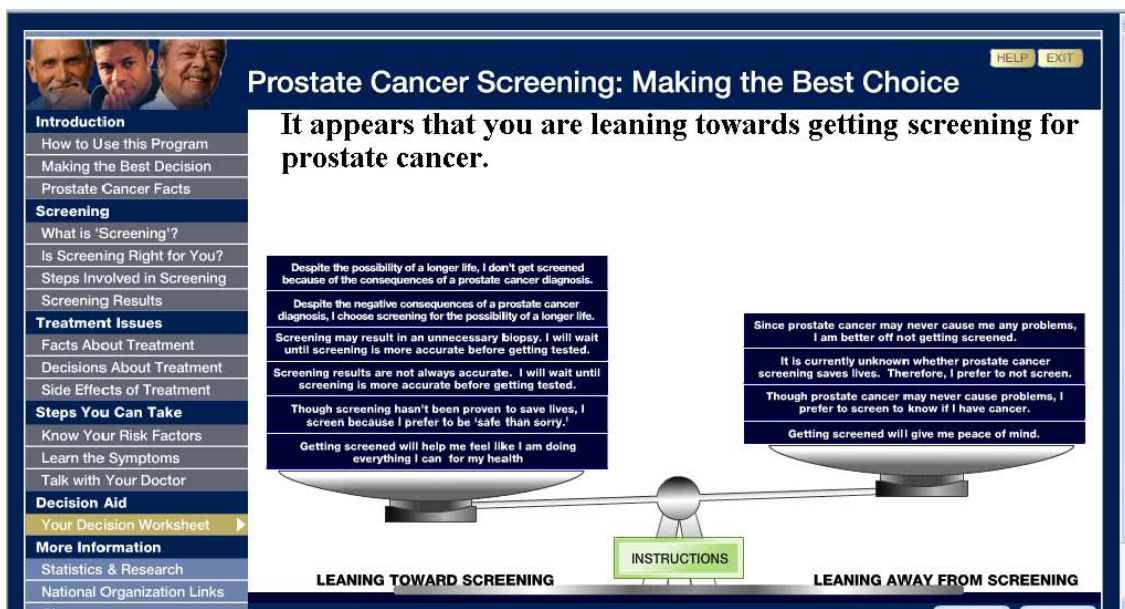 HELP EXIT
Prostate Cancer Screening: Making the Best Choice
Introduction
How to Use this Program
Making the Best Decision
Prostate Cancer Facts
Screening
What is 'Screening'?
Is Screening Right for You?
Steps Involved in Screening
Screening Results
Treatment Issues
Facts About Treatment
Decisions About Treatment
Side Effects of Treatment
Steps You Can Take
Know Your Risk Factors
Learn the Symptoms
Talk with Your Doctor
Decision Aid
Your Decision Worksheet
More Information
Statistics & Research
National Organization Links
It appears that you are leaning towards getting screening for
prostate cancer.
Despite the possibility of a longer life, I don't get screened
because of the consequences of a prostate cancer diagnosis.
Despite the negative consequences of a prostate cancer
diagnosis, I choose screening for the possibility of a longer life.
Screening may result in an unnecessary biopsy. I will wait
until screening is more accurate before getting tested.
Screening results are not always accurate. I will wait until
screening is more accurate before getting tested.
Though screening hasn't been proven to save lives, I
screen because I prefer to be 'safe than sorry.'
Getting screened will help me feel like I am doing
everything I can for my health
Since prostate cancer may never cause me any problems,
I am better off not getting screened.
It is currently unknown whether prostate cancer
screening saves lives. Therefore, I prefer to not screen.
Though prostate cancer may never cause problems, I
prefer to screen to know if I have cancer.
Getting screened will give me peace of mind.
INSTRUCTIONS
LEANING TOWARD SCREENING
LEANING AWAY FROM SCREENING